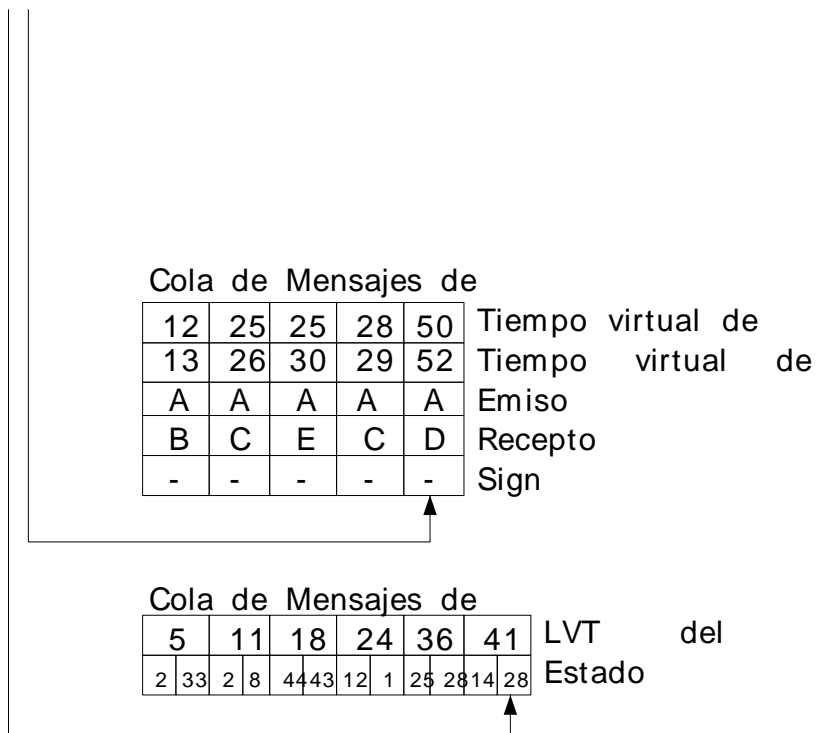 Cola de Mensajes de
12 25 25 28 50 Tiempo virtual de
13 26 30 29 52 Tiempo virtual de
A A A A A Emiso
B C E C D Recepto
- - - - - Sign
Cola de Mensajes de
5 11 18 24 36 41 LVT del
2 33 2 8 44 43 12 1 25 28 14 28 Estado